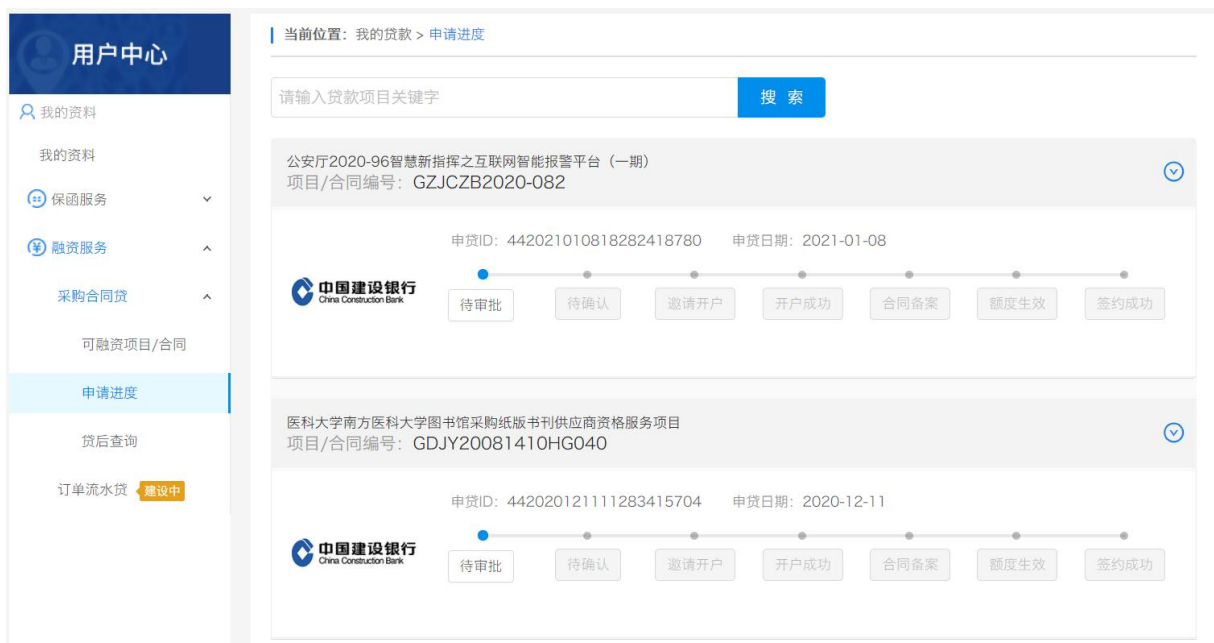 用户中心
我的资料
我的资料
保函服务
融资服务
采购合同贷
可融资项目/合同
申请进度
贷后查询
订单流水贷 建设中
当前位置：我的贷款 > 申请进度
请输入贷款项目关键字
搜 索
公安厅2020-96智慧新指挥之互联网智能报警平台（一期）
项目/合同编号：GZJCZB2020-082
申贷ID：442021010818282418780 申贷日期：2021-01-08
中国建设银行
China Construction Bank
待审批 待确认 邀请开户 开户成功 合同备案 额度生效 签约成功
医科大学南方医科大学图书馆采购纸版书刊供应商资格服务项目
项目/合同编号：GDJY20081410HG040
申贷ID：442020121111283415704 申贷日期：2020-12-11
中国建设银行
China Construction Bank
待审批 待确认 邀请开户 开户成功 合同备案 额度生效 签约成功